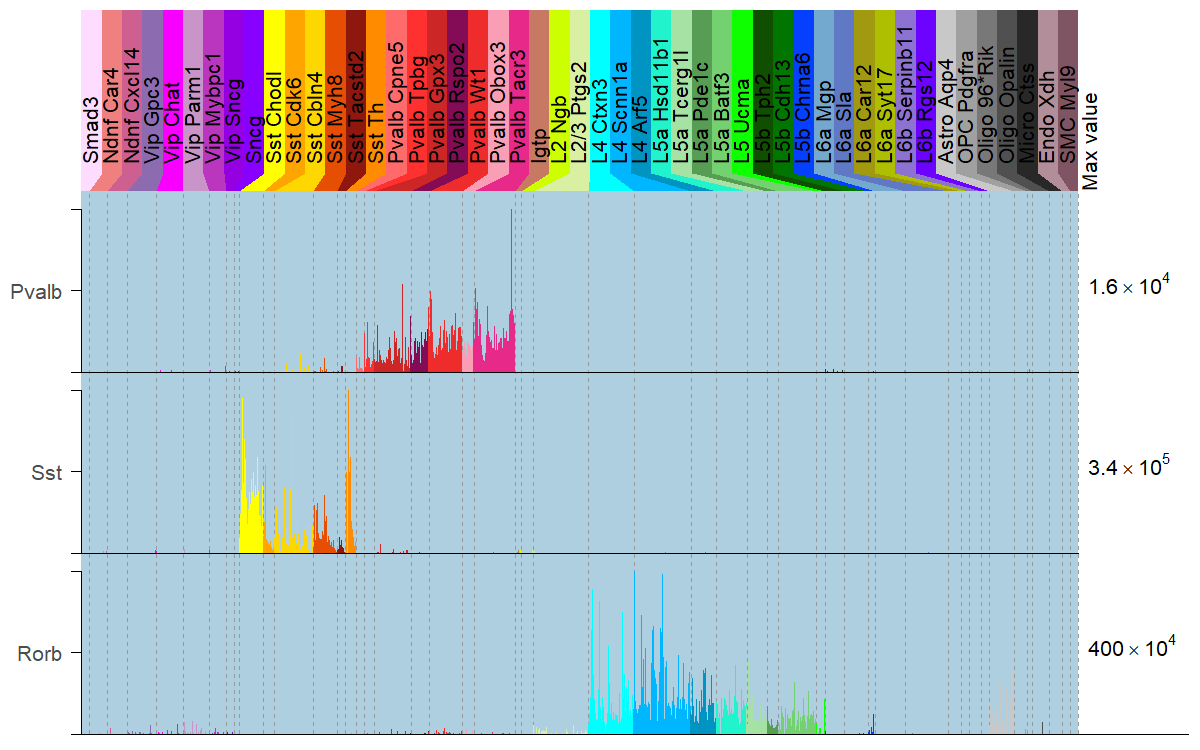 Smad3
Ndnf Car4
Ndnf Cxcl14
Vip Gpc3
Vip Chat
Vip Parm1
Vip Mybpc1
Vip Sncg
Sncg
Sst Chodl
Sst Cdk6
Sst Cbln4
Sst Myh8
Sst Tacstd2
Sst Th
Pvalb Cpne5
Pvalb Tpbg
Pvalb Gpx3
Pvalb Rspo2
Pvalb Wt1
Pvalb Obox3
Pvalb Tacr3
Igtp
L2 Ngb
L2/3 Ptgs2
L4 Ctxn3
L4 Scnn1a
L4 Arf5
L5a Hsd11b1
L5a Tcerg1l
L5a Pde1c
L5a Batf3
L5 Ucma
L5b Tph2
L5b Cdh13
L5b Chrna6
L6a Mgp
L6a Sla
L6a Car12
L6a Syt17
L6b Serpinb11
L6b Rgs12
Astro Aqp4
OPC Pdgfra
Oligo 96*Rik
Oligo Opalin
Micro Ctss
Endo Xdh
SMC Myl9
Max value
Pvalb
1.6 × 10⁴
Sst
3.4 × 10⁵
Rorb
400 × 10⁴